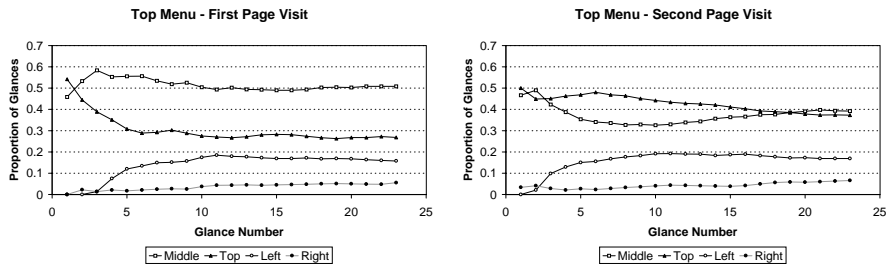 Top Menu - First Page Visit
Proportion of Glances
0.7
0.6
0.5
0.4
0.3
0.2
0.1
0
0 5 10 15 20 25
Glance Number
Middle Top Left Right
Top Menu - Second Page Visit
Proportion of Glances
0.7
0.6
0.5
0.4
0.3
0.2
0.1
0
0 5 10 15 20 25
Glance Number
Middle Top Left Right